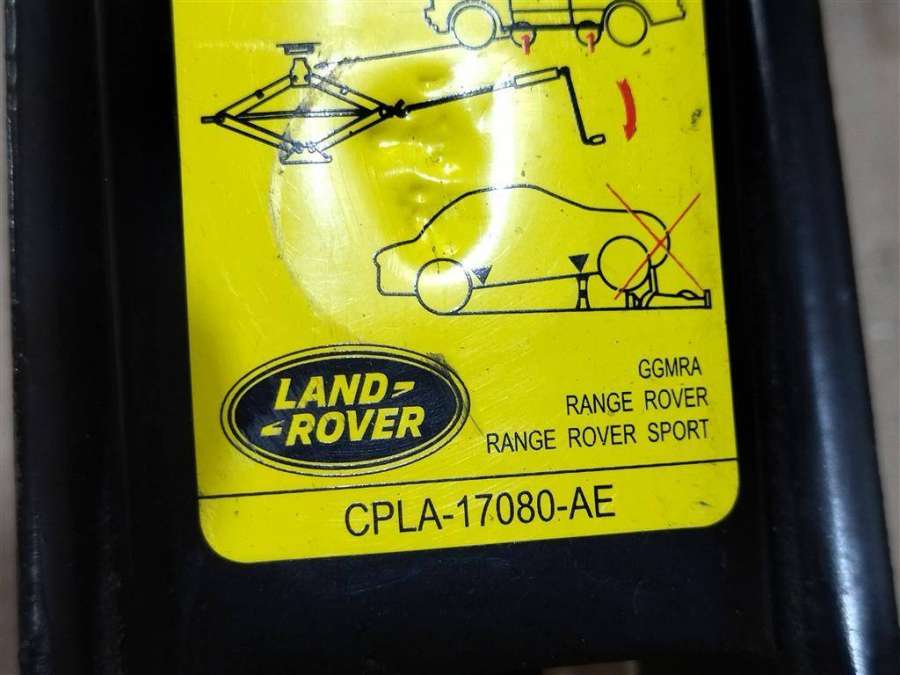 LAND-
-ROVER
GGMRA
RANGE ROVER
RANGE ROVER SPORT
CPLA-17080-AE